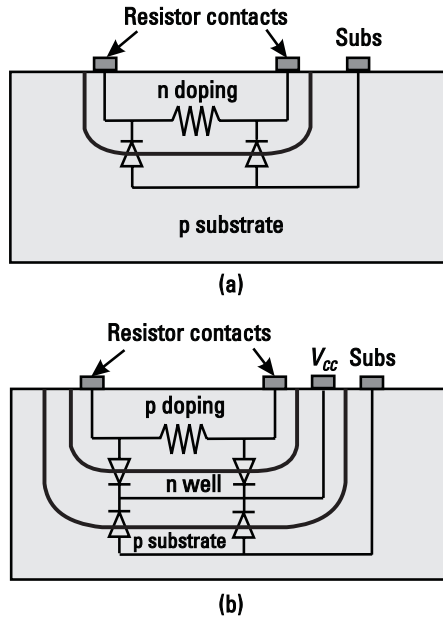 Resistor contacts
Subs
n doping
p substrate
(a)
Resistor contacts
Vcc Subs
p doping
n well
p substrate
(b)